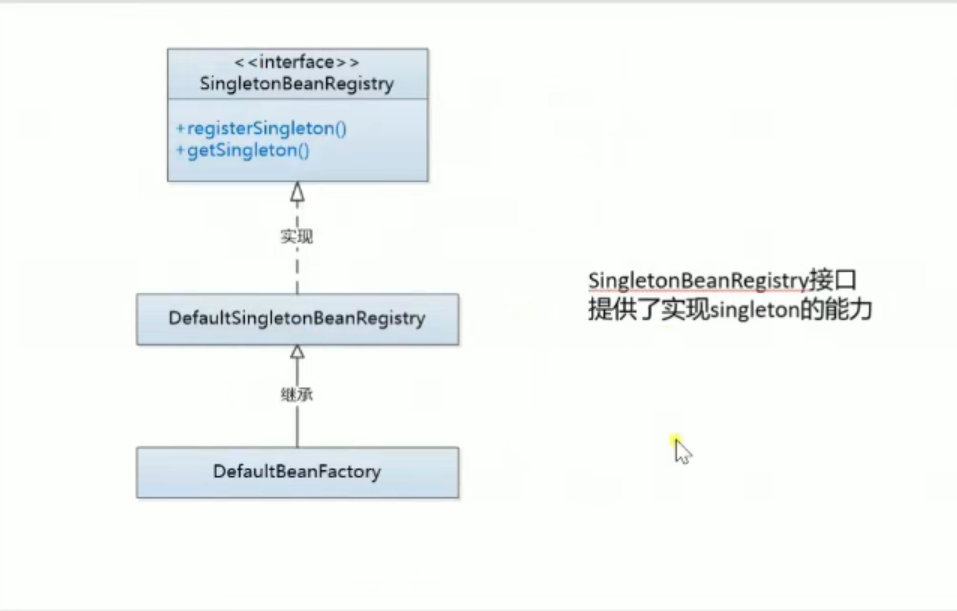 <<interface>>
SingletonBeanRegistry
+registerSingleton()
+getSingleton()
实现
DefaultSingletonBeanRegistry
继承
DefaultBeanFactory
SingletonBeanRegistry接口
提供了实现singleton的能力